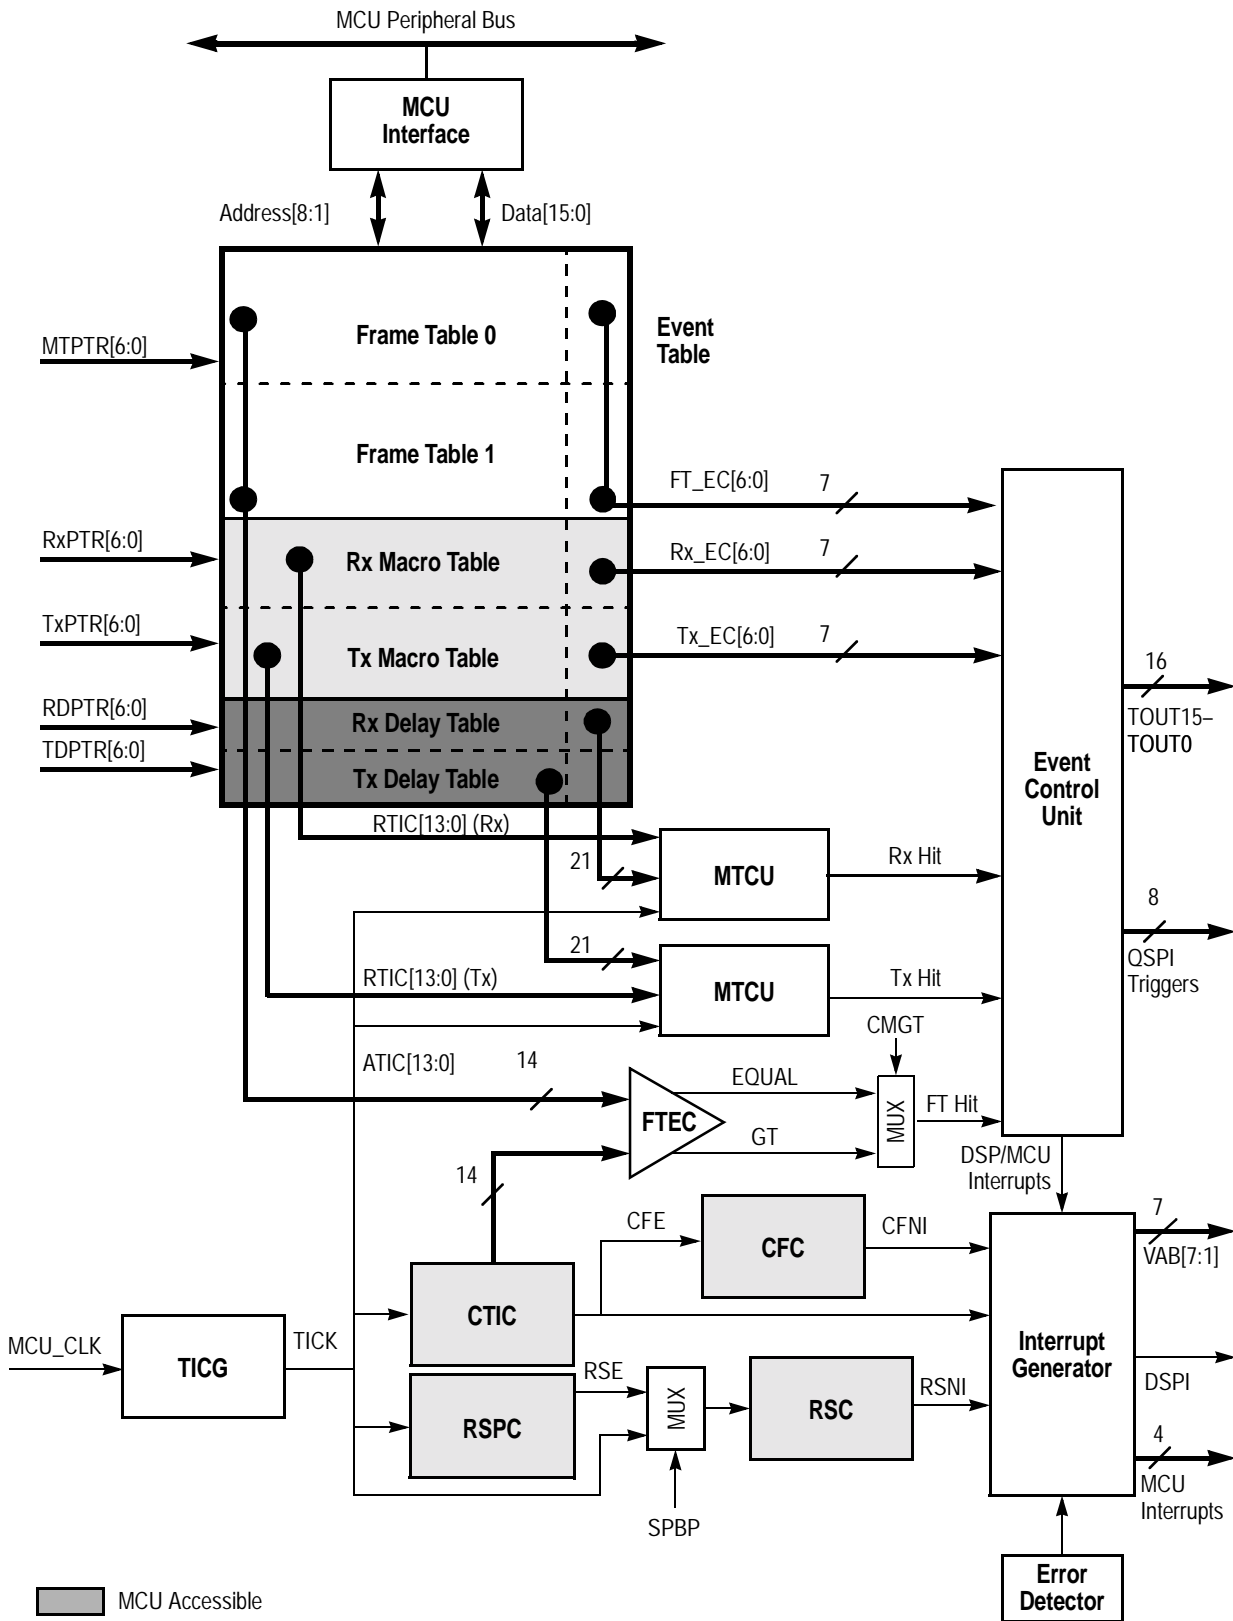 MCU Peripheral Bus
MCU
Interface
Address[8:1]
Data[15:0]
Frame Table 0
Event
Table
MTPTR[6:0]
Frame Table 1
FT_EC[6:0]
7
RxPTR[6:0]
Rx Macro Table
Rx_EC[6:0]
7
TxPTR[6:0]
Tx Macro Table
Tx_EC[6:0]
7
RDPTR[6:0]
Rx Delay Table
TDPTR[6:0]
Tx Delay Table
16
TOUT15–
TOUT0
Event
Control
Unit
RTIC[13:0] (Rx)
21
MTCU
Rx Hit
8
QSPI
Triggers
21
RTIC[13:0] (Tx)
MTCU
Tx Hit
CMGT
ATIC[13:0]
14
EQUAL
FTEC
MUX
FT Hit
GT
14
DSP/MCU
Interrupts
CFE
CFC
CFNI
7
VAB[7:1]
CTIC
MCU_CLK
TICG
TICK
Interrupt
Generator
DSPI
RSE
RSPC
MUX
RSC
RSNI
4
MCU
Interrupts
SPBP
Error
Detector
MCU Accessible